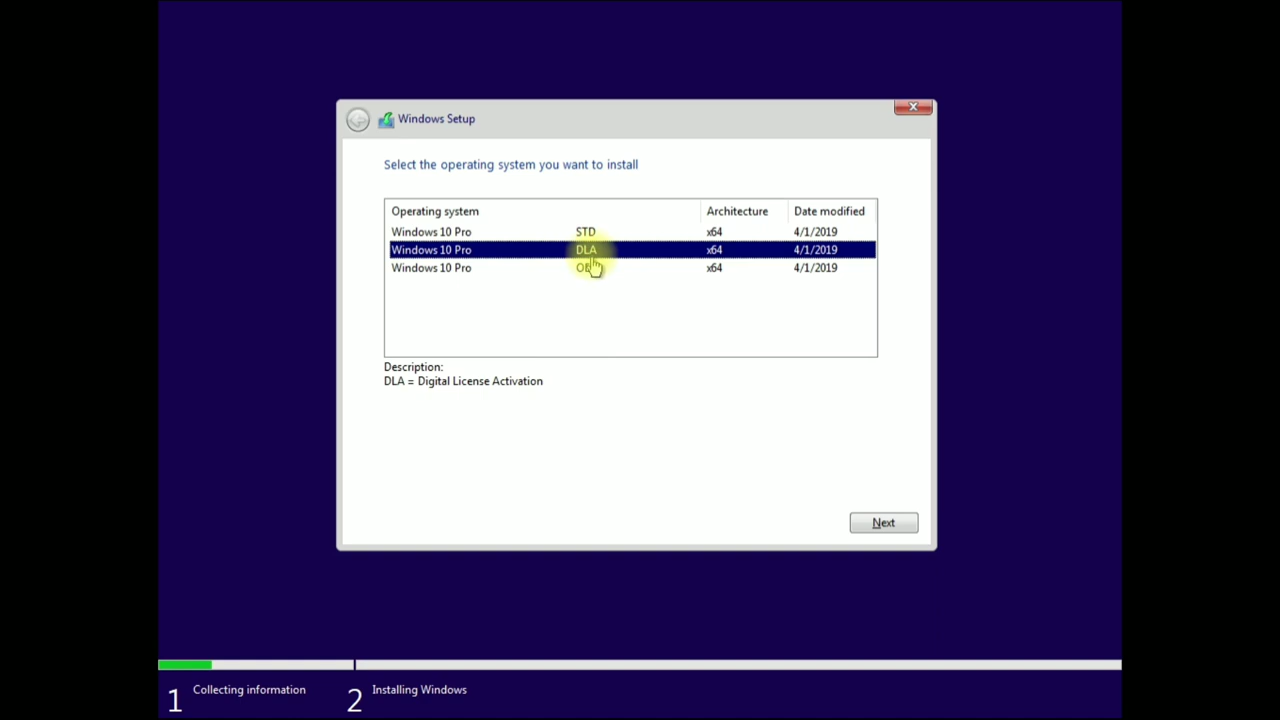 Windows Setup
Select the operating system you want to install
Operating system Architecture Date modified
Windows 10 Pro STD x64 4/1/2019
Windows 10 Pro DLA x64 4/1/2019
Windows 10 Pro x64 4/1/2019
Description:
DLA = Digital License Activation
Next
1 Collecting information 2 Installing Windows